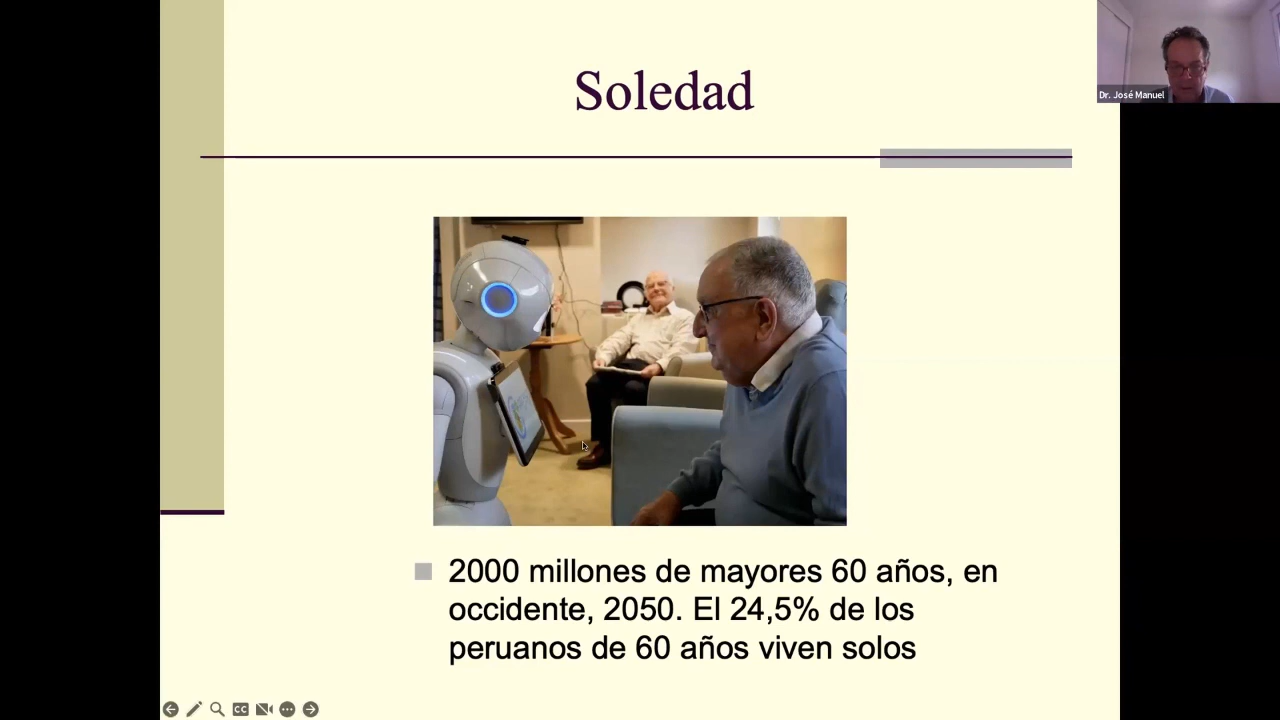 Soledad
Dr. José Manuel
2000 millones de mayores 60 años, en
occidente, 2050. El 24,5% de los
peruanos de 60 años viven solos
CC